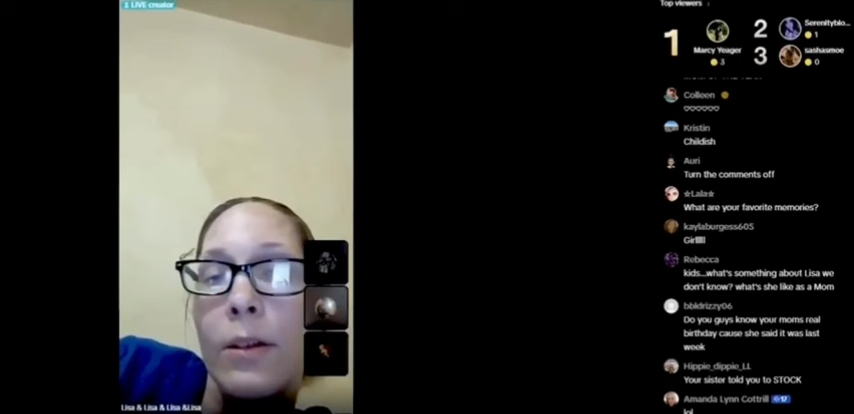 LIVE creator
Top viewers
1
Marcy Yeager
3
2
Serenityblo...
1
3
sashasmoe
0
Colleen
Kristin
Childish
Auri
Turn the comments off
☆Lala☆
What are your favorite memories?
kaylaburgess605
Rebecca
kids...what's something about Lisa we
don't know? what's she like as a Mom
bbkdrizzy06
Do you guys know your moms real
birthday cause she said it was last
week
Hippie_dippie_LL
Your sister told you to STOCK
Amanda Lynn Cottrill
lol
Lisa & Lisa & Lisa &Lisa